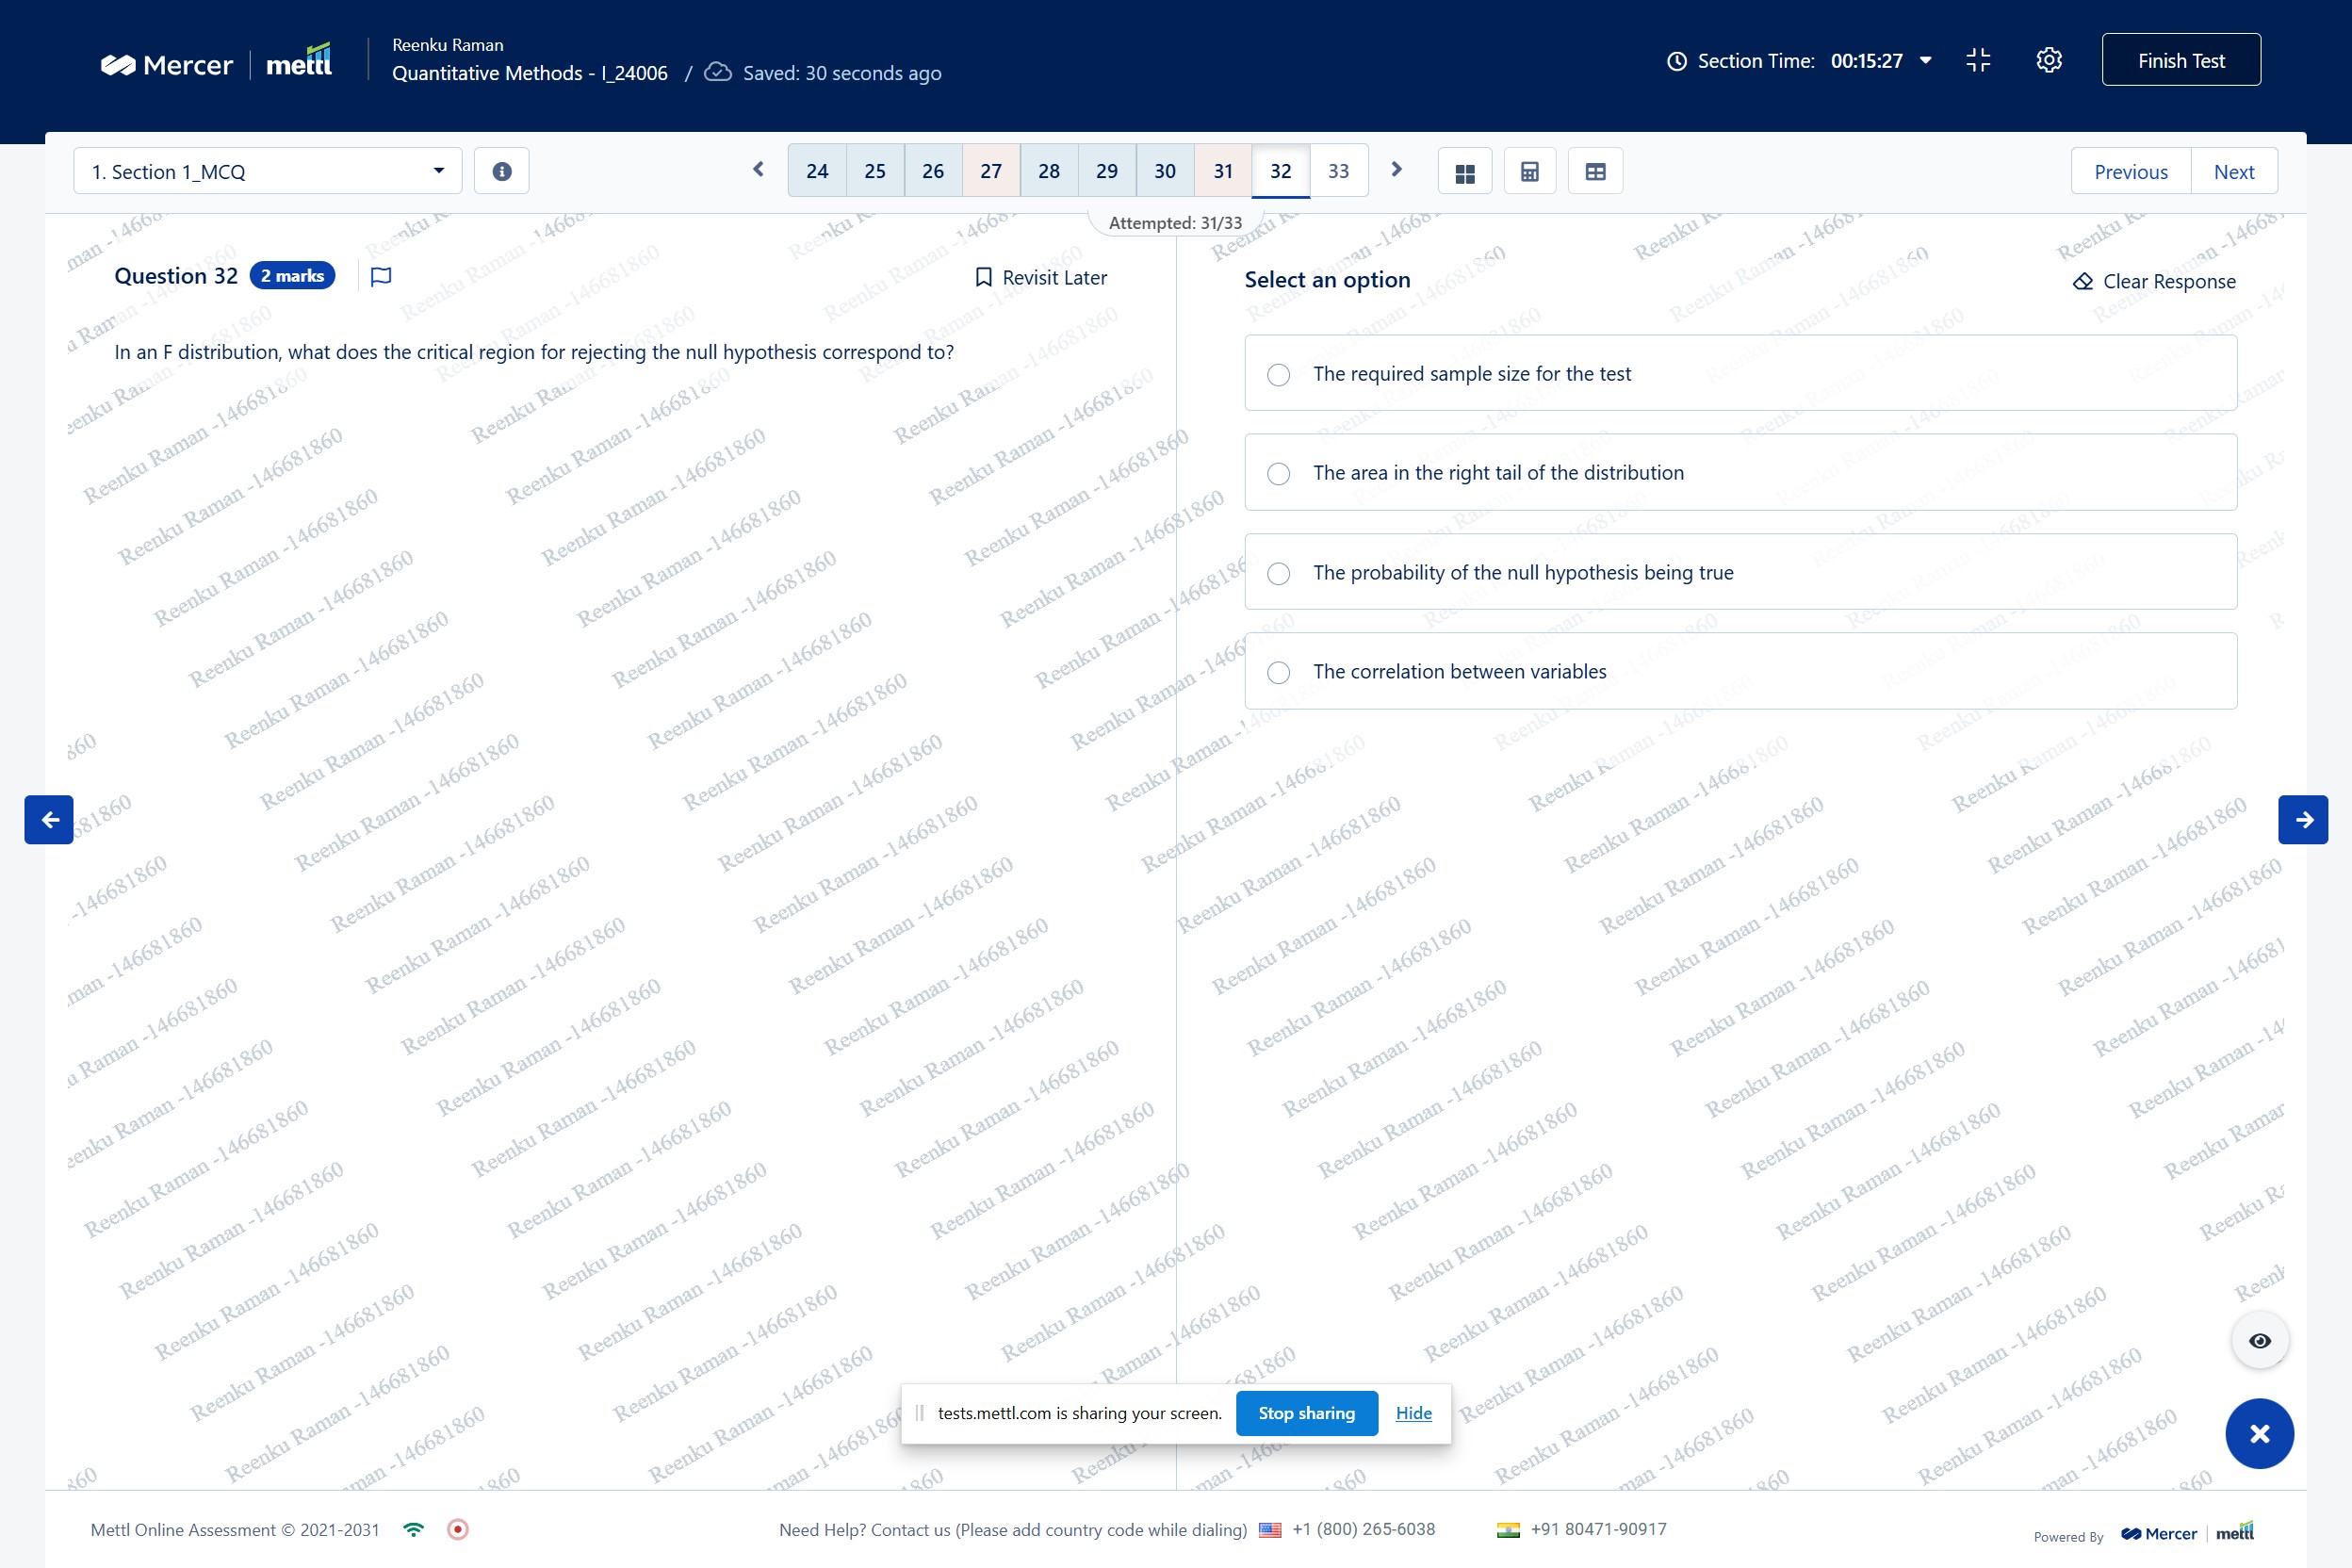 Mercer | mettl
Reenku Raman
Quantitative Methods - I_24006 / Saved: 30 seconds ago
Section Time: 00:15:27
Finish Test
1. Section 1_MCQ
24 25 26 27 28 29 30 31 32 33
Previous
Next
Attempted: 31/33
Question 32
2 marks
Revisit Later
In an F distribution, what does the critical region for rejecting the null hypothesis correspond to?
Select an option
Clear Response
The required sample size for the test
The area in the right tail of the distribution
The probability of the null hypothesis being true
The correlation between variables
Reenku Raman -146681860
tests.mettl.com is sharing your screen.
Stop sharing
Hide
Mettl Online Assessment © 2021-2031
Need Help? Contact us (Please add country code while dialing) +1 (800) 265-6038 +91 80471-90917
Powered By Mercer | mettl